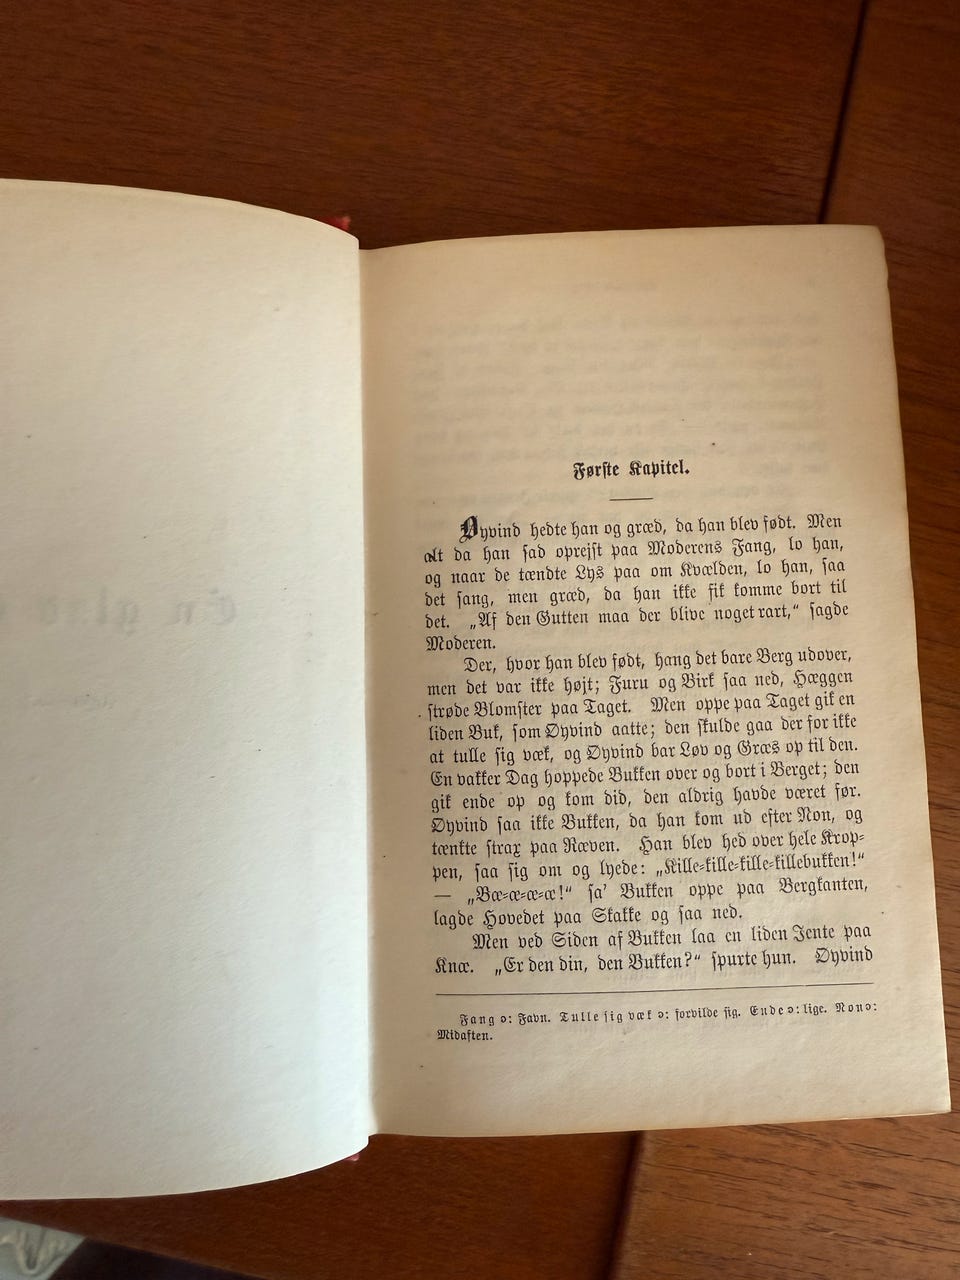 En gla
Første Kapitel.
Øyvind hedte han og græd, da han blev født. Men
alt da han sad oprejst paa Moderens Fang, lo han,
og naar de tændte Lys paa om Kvælden, lo han, saa
det sang, men græd, da han ikke fik komme bort til
det. „Af den Gutten maa der blive noget rart,“ sagde
Moderen.
Der, hvor han blev født, hang det bare Berg udover,
men det var ikke højt; Furu og Birk saa ned, Hæggen
strøde Blomster paa Taget. Men oppe paa Taget gik en
liden Buk, som Øyvind aatte; den skulde gaa der for ikke
at tulle sig væk, og Øyvind bar Løv og Græs op til den.
En vakker Dag hoppede Bukken over og bort i Berget; den
gik ende op og kom did, den aldrig havde været før.
Øyvind saa ikke Bukken, da han kom ud efter Non, og
tænkte strax paa Ræven. Han blev hed over hele Krop-
pen, saa sig om og lyede: „Kille-kille-kille-killebukken!“
— „Bæ-æ-æ-æ!“ sa' Bukken oppe paa Bergkanten,
lagde Hovedet paa Skakke og saa ned.
Men ved Siden af Bukken laa en liden Jente paa
Knæ. „Er den din, den Bukken?“ spurte hun. Øyvind
Fang ɔ: Favn. Tulle sig væk ɔ: forvilde sig. Ende ɔ: lige. Non ɔ:
Midaften.